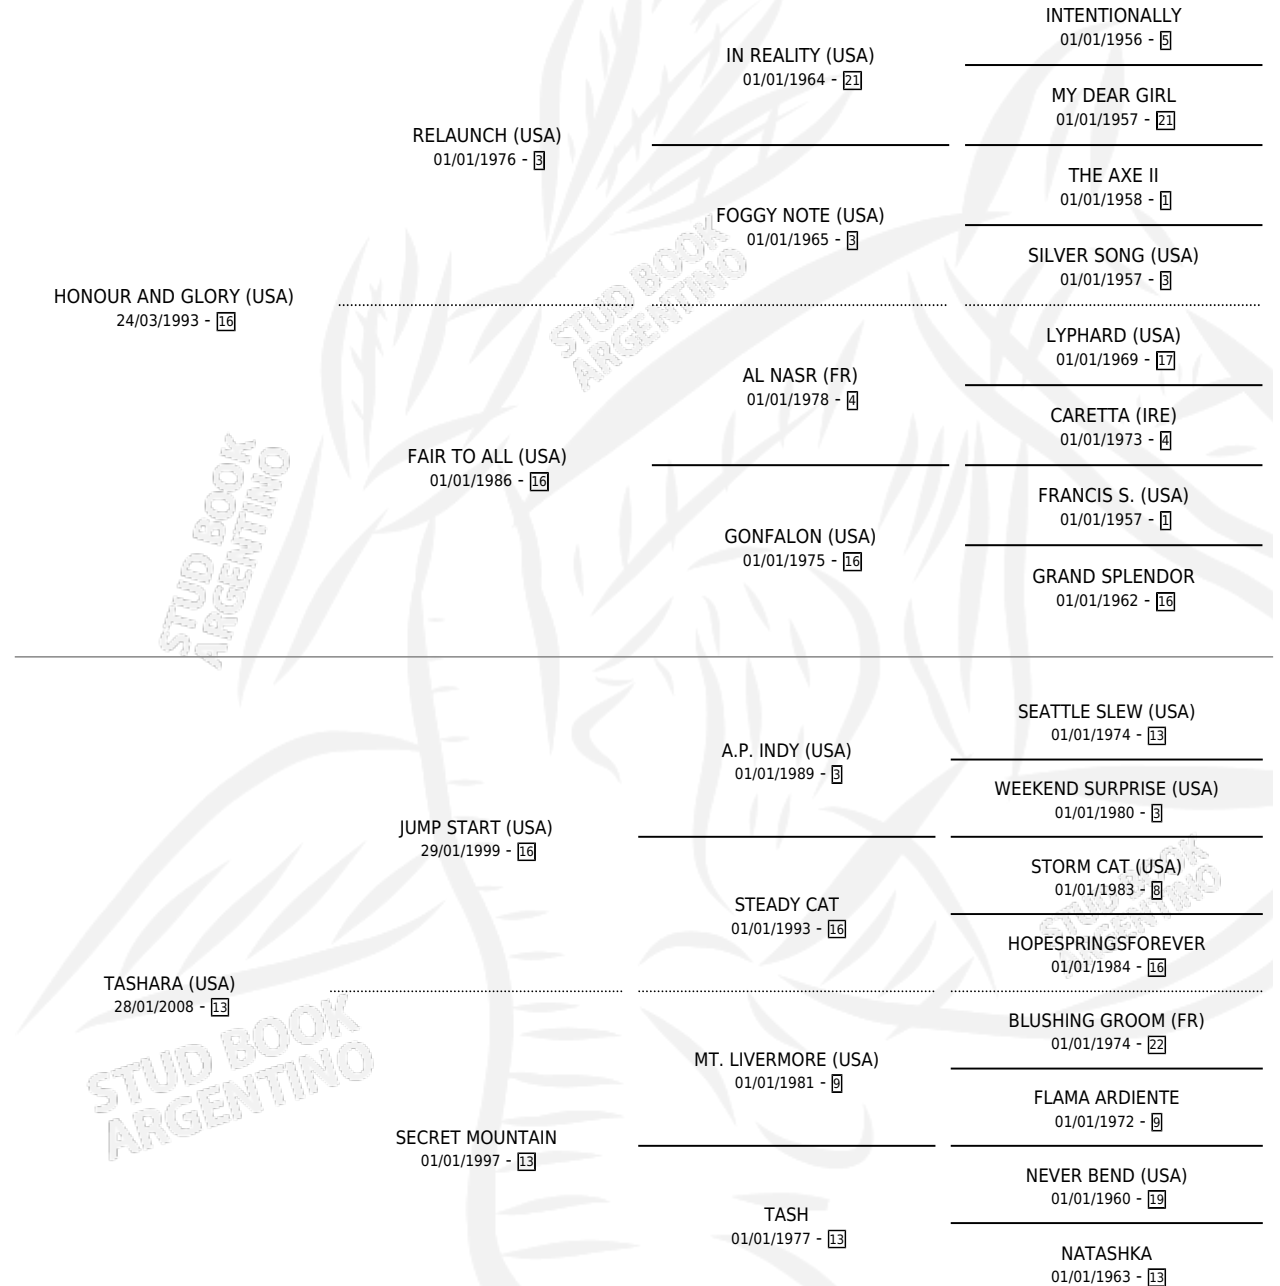 INTENTIONALLY
01/01/1956 - 5
IN REALITY (USA)
01/01/1964 - 21
MY DEAR GIRL
01/01/1957 - 21
RELAUNCH (USA)
01/01/1976 - 3
THE AXE II
01/01/1958 - 1
FOGGY NOTE (USA)
01/01/1965 - 3
SILVER SONG (USA)
01/01/1957 - 3
HONOUR AND GLORY (USA)
24/03/1993 - 16
LYPHARD (USA)
01/01/1969 - 17
AL NASR (FR)
01/01/1978 - 4
CARETTA (IRE)
01/01/1973 - 4
FAIR TO ALL (USA)
01/01/1986 - 16
FRANCIS S. (USA)
01/01/1957 - 1
GONFALON (USA)
01/01/1975 - 16
GRAND SPLENDOR
01/01/1962 - 16
SEATTLE SLEW (USA)
01/01/1974 - 13
A.P. INDY (USA)
01/01/1989 - 3
WEEKEND SURPRISE (USA)
01/01/1980 - 3
JUMP START (USA)
29/01/1999 - 16
STORM CAT (USA)
01/01/1983 - 8
STEADY CAT
01/01/1993 - 16
HOPESPRINGSFOREVER
01/01/1984 - 16
TASHARA (USA)
28/01/2008 - 13
BLUSHING GROOM (FR)
01/01/1974 - 22
MT. LIVERMORE (USA)
01/01/1981 - 9
FLAMA ARDIENTE
01/01/1972 - 9
SECRET MOUNTAIN
01/01/1997 - 13
NEVER BEND (USA)
01/01/1960 - 19
TASH
01/01/1977 - 13
NATASHKA
01/01/1963 - 13
STUD BOOK
ARGENTINO
STUD BOOK
ARGENTINO
STUD BOOK
ARGENTINO
STUD BOOK
ARGENTINO